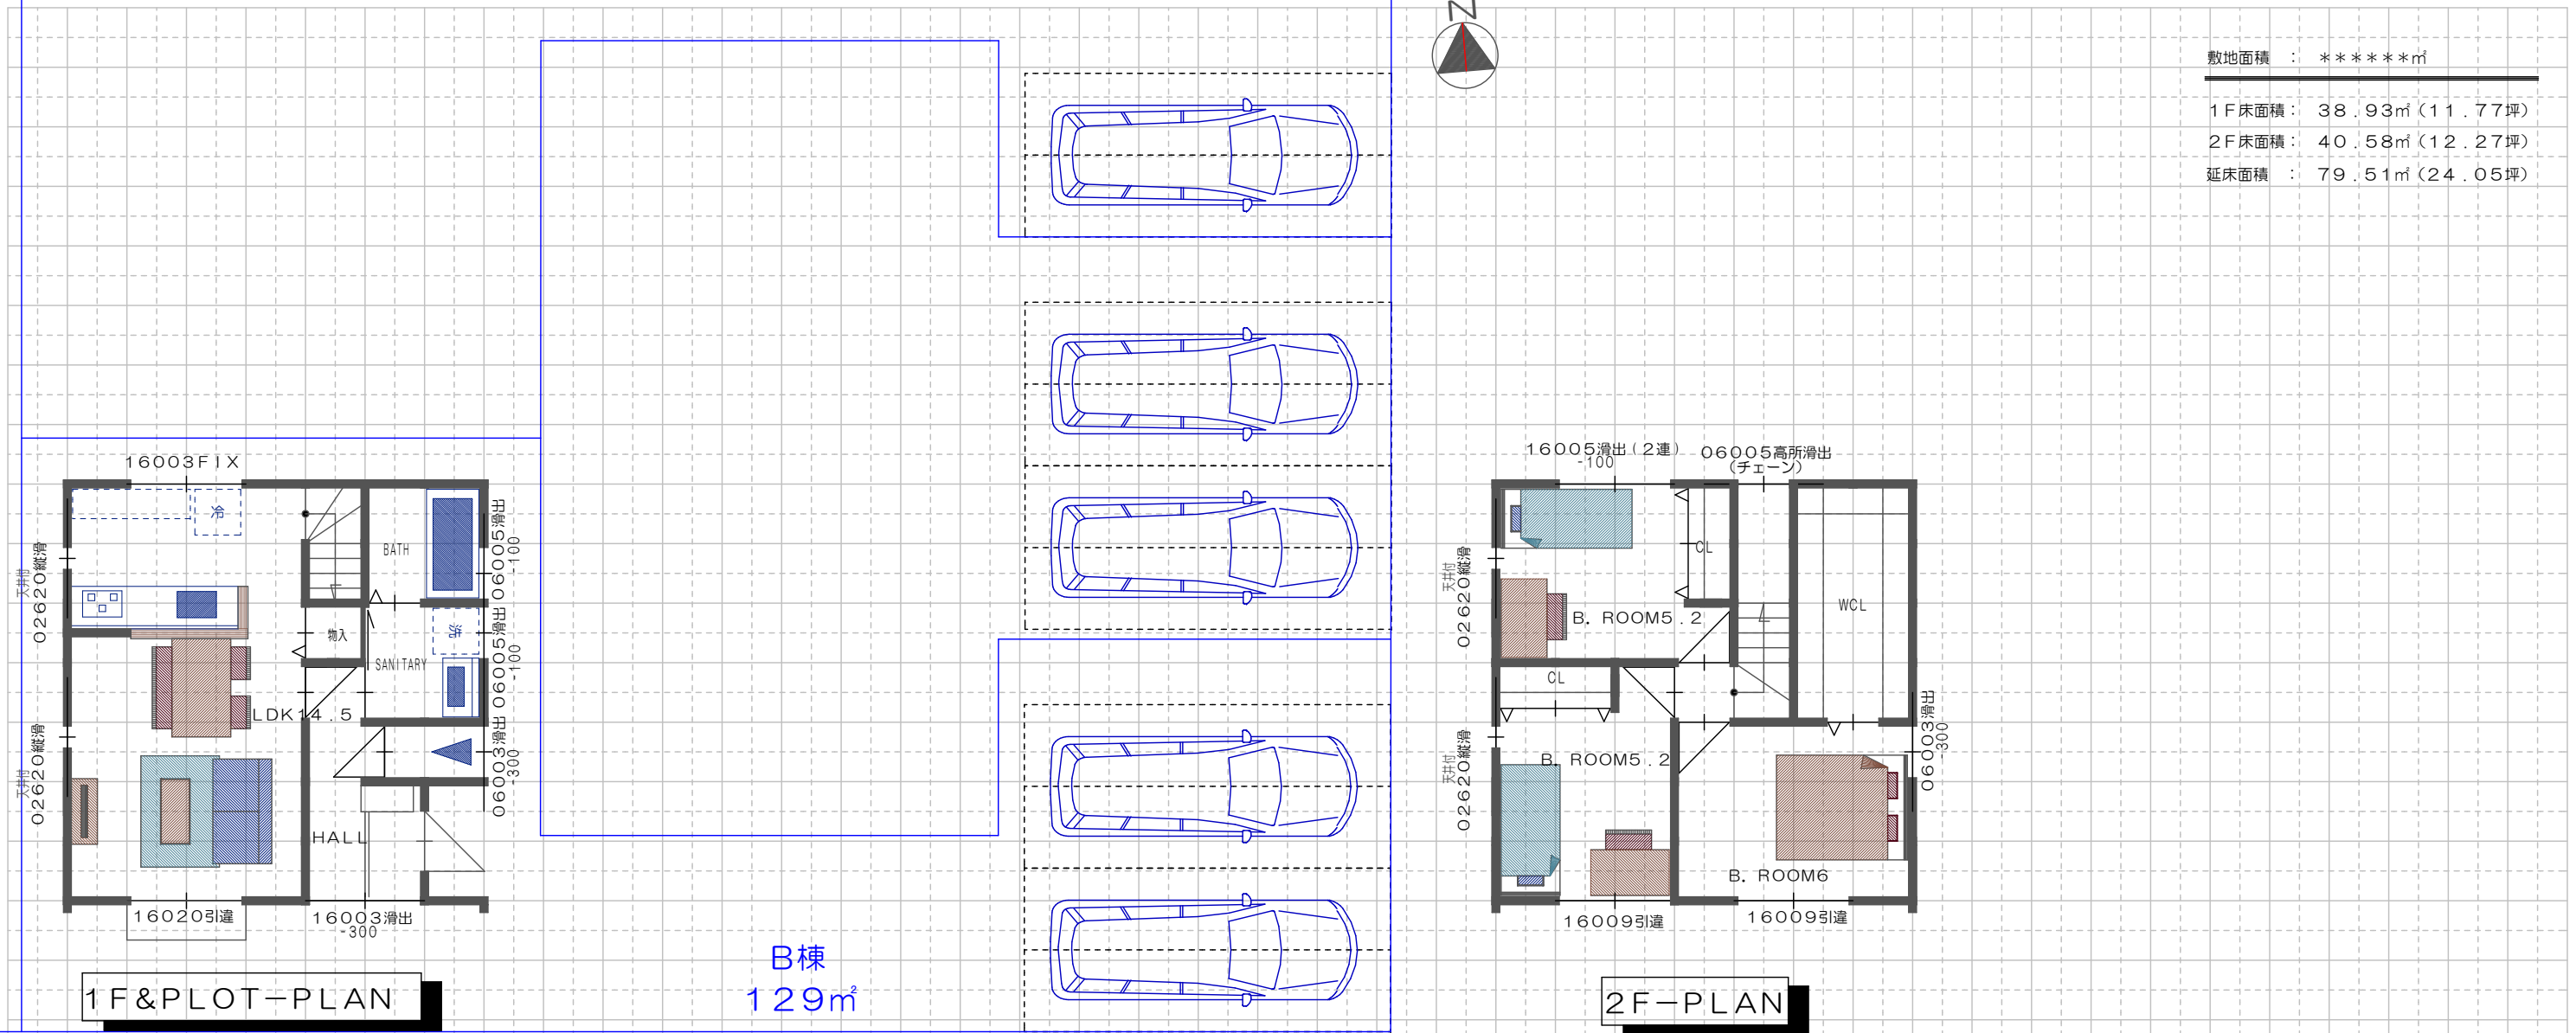 N
敷地面積 ： ＊＊＊＊＊＊㎡
1F床面積： 38.93㎡（11.77坪）
2F床面積： 40.58㎡（12.27坪）
延床面積 ： 79.51㎡（24.05坪）
16003FIX
冷
BATH
06005滑出
-100
天井付
02620縦滑
物入
洗
SANITARY
06005滑出
-100
LDK14.5
天井付
02620縦滑
06003滑出
-300
HALL
16020引違
16003滑出
-300
1F&PLOT-PLAN
B棟
129㎡
16005滑出（2連）
-100
06005高所滑出
（チェーン）
CL
天井付
02620縦滑
B. ROOM5.2
WCL
CL
天井付
02620縦滑
B. ROOM5.2
06003滑出
-300
B. ROOM6
16009引違
16009引違
2F-PLAN